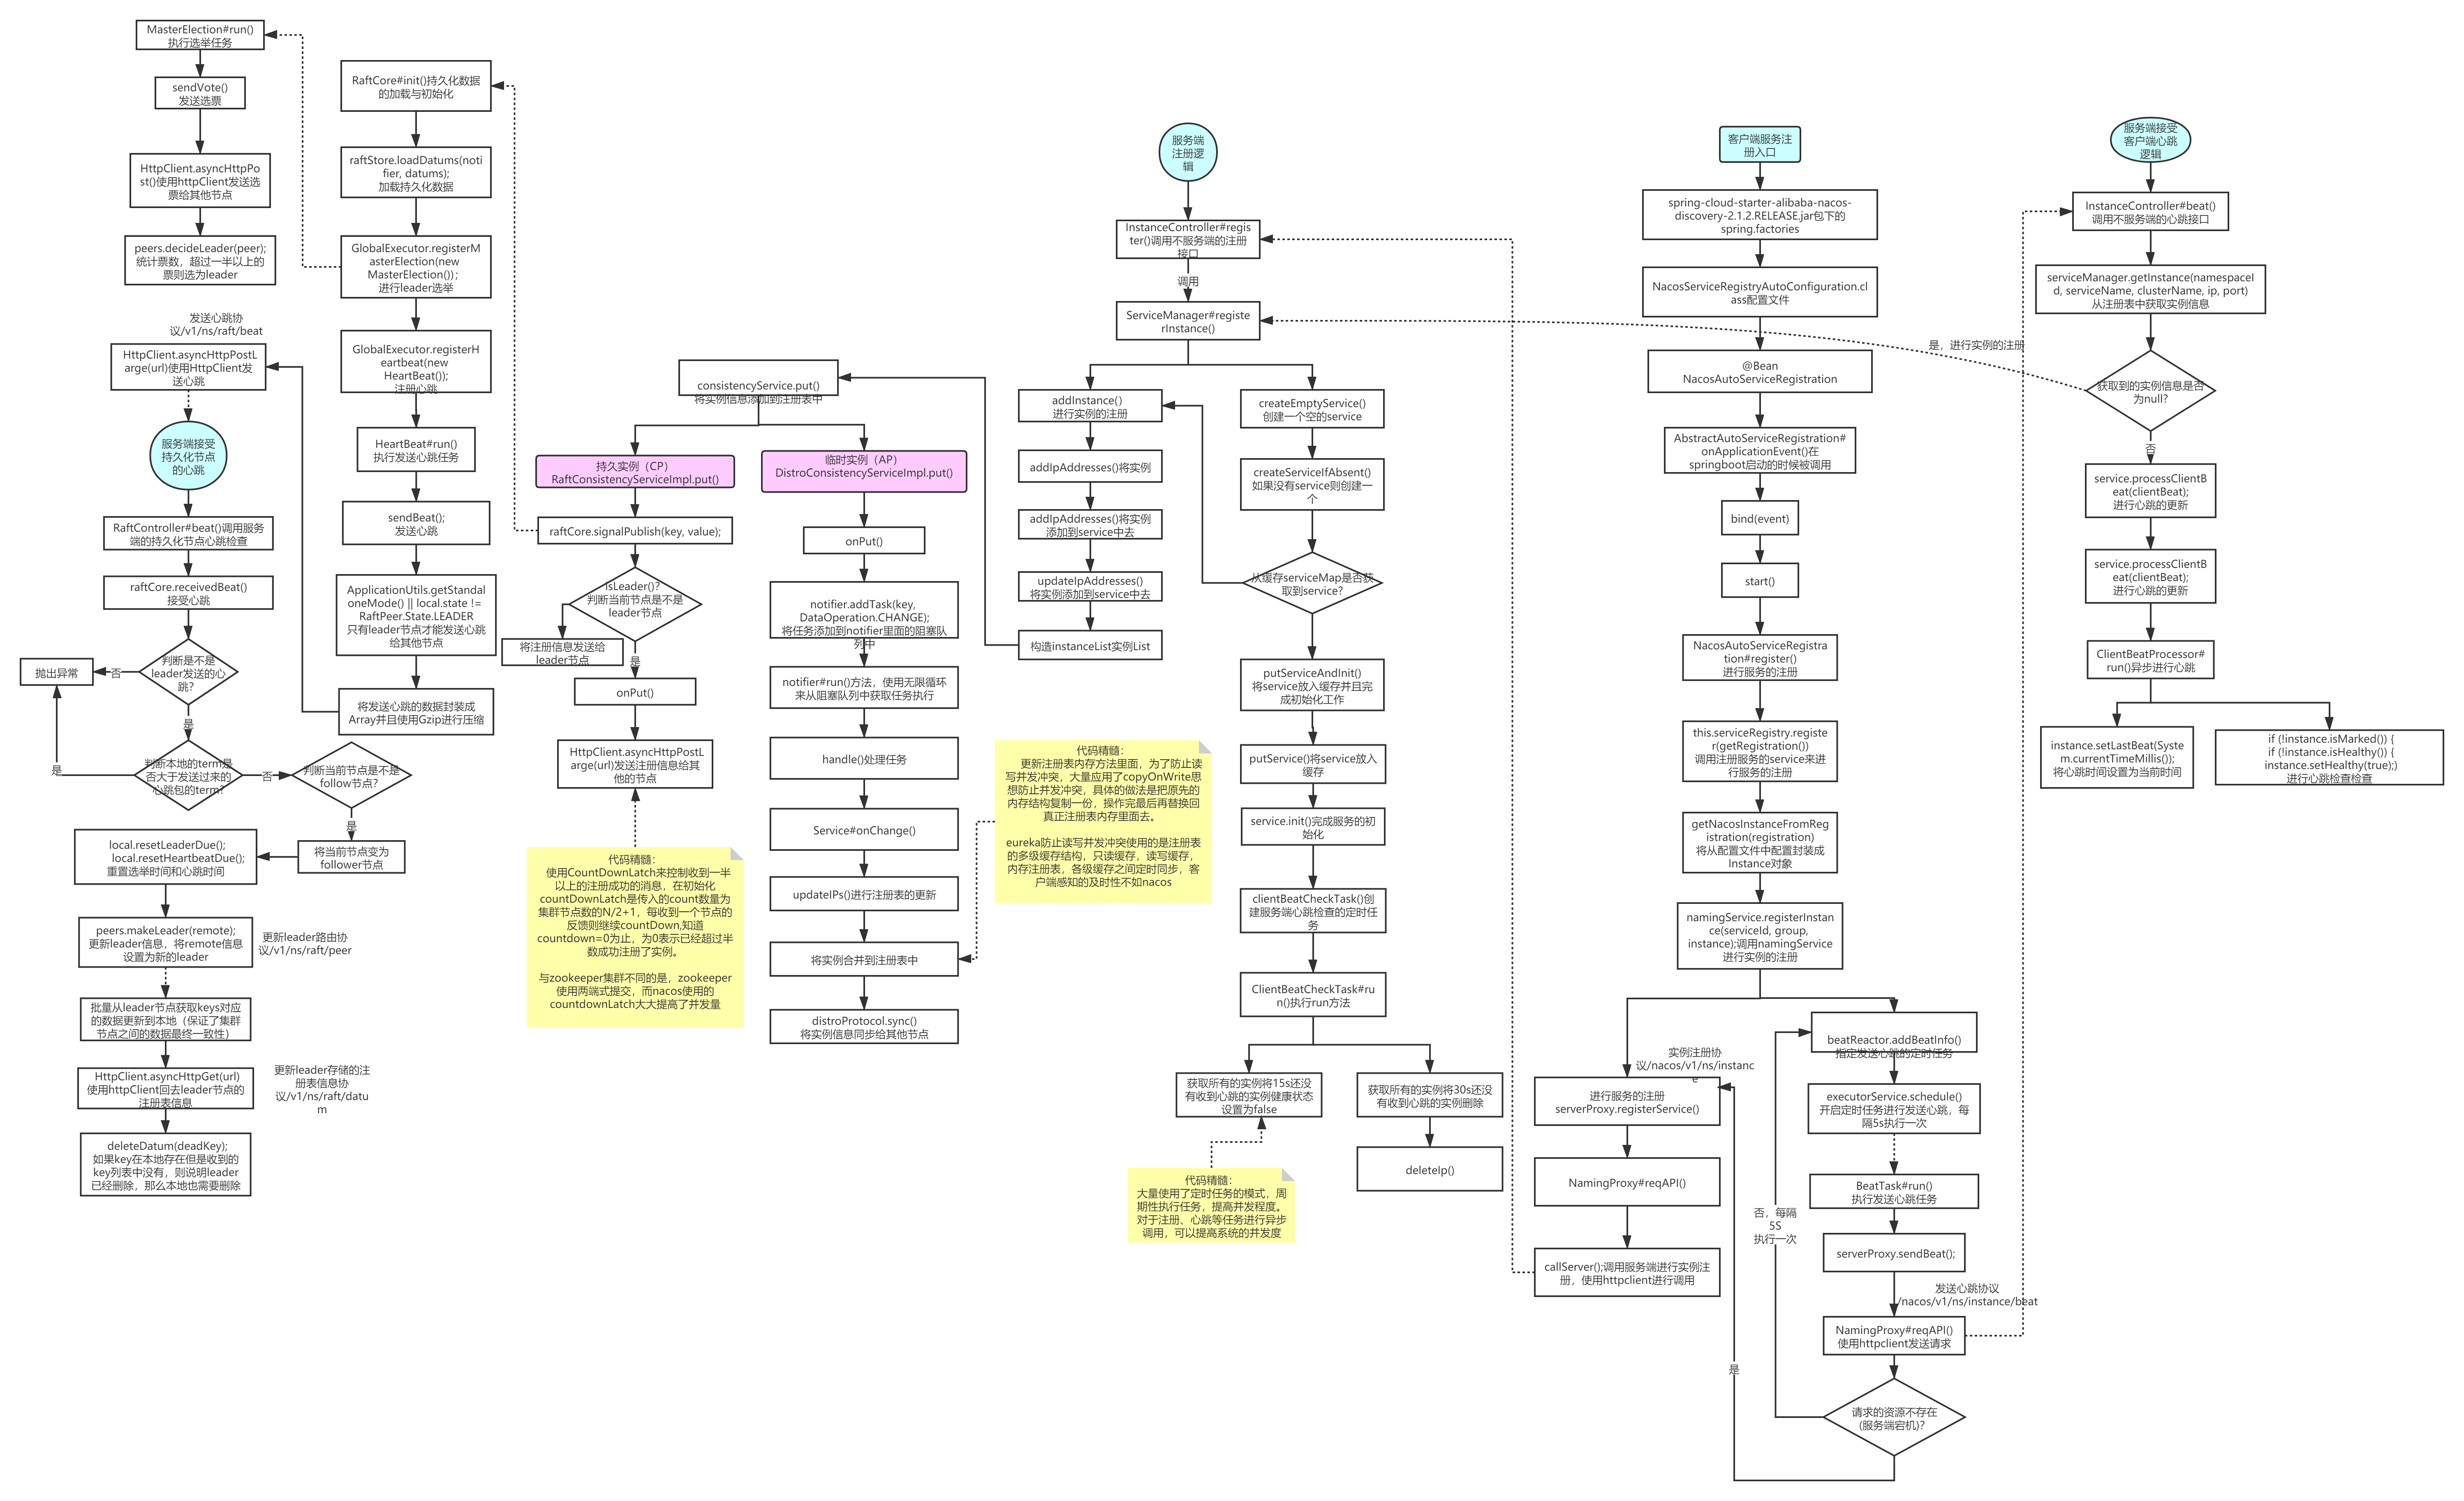 MasterElection#run()
执行选举任务
sendVote()
发送选票
HttpClient.asyncHttpPo
st()使用httpClient发送选
票给其他节点
peers.decideLeader(peer);
统计票数，超过一半以上的
票则选为leader
发送心跳协
议/v1/ns/raft/beat
HttpClient.asyncHttpPostL
arge(url)使用HttpClient发
送心跳
服务端接受
持久化节点
的心跳
RaftController#beat()调用服务
端的持久化节点心跳检查
raftCore.receivedBeat()
接受心跳
判断是不是
leader发送的心
跳?
否
抛出异常
是
判断本地的term是
否大于发送过来的
心跳包的term?
是
否
判断当前节点是不是
follow节点?
是
将当前节点变为
follower节点
local.resetLeaderDue();
local.resetHeartbeatDue();
重置选举时间和心跳时间
peers.makeLeader(remote);
更新leader信息，将remote信息
设置为新的leader
更新leader路由协
议/v1/ns/raft/peer
批量从leader节点获取keys对应
的数据更新到本地（保证了集群
节点之间的数据最终一致性）
HttpClient.asyncHttpGet(url)
使用httpClient回去leader节点的
注册表信息
更新leader存储的注
册表信息协
议/v1/ns/raft/datu
m
deleteDatum(deadKey);
如果key在本地存在但是收到的
key列表中没有，则说明leader
已经删除，那么本地也需要删除
RaftCore#init()持久化数据
的加载与初始化
raftStore.loadDatums(noti
fier, datums);
加载持久化数据
GlobalExecutor.registerM
asterElection(new
MasterElection());
进行leader选举
GlobalExecutor.registerH
eartbeat(new
HeartBeat());
注册心跳
HeartBeat#run()
执行发送心跳任务
sendBeat();
发送心跳
ApplicationUtils.getStandal
oneMode() || local.state !=
RaftPeer.State.LEADER
只有leader节点才能发送心跳
给其他节点
将发送心跳的数据封装成
Array并且使用Gzip进行压缩
consistencyService.put()
将实例信息添加到注册表中
持久实例（CP）
RaftConsistencyServiceImpl.put()
raftCore.signalPublish(key, value);
isLeader()?
判断当前节点是不是
leader节点
将注册信息发送给
leader节点
是
onPut()
HttpClient.asyncHttpPostL
arge(url)发送注册信息给其
他的节点
代码精髓：
使用CountDownLatch来控制收到一半
以上的注册成功的消息，在初始化
countDownLatch是传入的count数量为
集群节点数的N/2+1，每收到一个节点的
反馈则继续countDown,知道
countdown=0为止，为0表示已经超过半
数成功注册了实例。
与zookeeper集群不同的是，zookeeper
使用两端式提交，而nacos使用的
countdownLatch大大提高了并发量
临时实例（AP）
DistroConsistencyServiceImpl.put()
onPut()
notifier.addTask(key,
DataOperation.CHANGE);
将任务添加到notifier里面的阻塞队
列中
notifier#run()方法，使用无限循环
来从阻塞队列中获取任务执行
handle()处理任务
Service#onChange()
updateIPs()进行注册表的更新
将实例合并到注册表中
distroProtocol.sync()
将实例信息同步给其他节点
代码精髓：
更新注册表内存方法里面，为了防止读
写并发冲突，大量应用了copyOnWrite思
想防止并发冲突，具体的做法是把原先的
内存结构复制一份，操作完最后再替换回
真正注册表内存里面去。
eureka防止读写并发冲突使用的是注册表
的多级缓存结构，只读缓存，读写缓存，
内存注册表，各级缓存之间定时同步，客
户端感知的及时性不如nacos
服务端
注册逻
辑
InstanceController#regis
ter()调用不服务端的注册
接口
调用
ServiceManager#registe
rInstance()
addInstance()
进行实例的注册
addIpAddresses()将实例
addIpAddresses()将实例
添加到service中去
updateIpAddresses()
将实例添加到service中去
构造instanceList实例List
createEmptyService()
创建一个空的service
createServiceIfAbsent()
如果没有service则创建一
个
从缓存serviceMap是否获
取到service?
putServiceAndInit()
将service放入缓存并且完
成初始化工作
putService()将service放入
缓存
service.init()完成服务的初
始化
clientBeatCheckTask()创
建服务端心跳检查的定时任
务
ClientBeatCheckTask#ru
n()执行run方法
获取所有的实例将15s还没
有收到心跳的实例健康状态
设置为false
获取所有的实例将30s还没
有收到心跳的实例删除
deleteIp()
代码精髓：
大量使用了定时任务的模式，周
期性执行任务，提高并发程度。
对于注册、心跳等任务进行异步
调用，可以提高系统的并发度
客户端服务注
册入口
spring-cloud-starter-alibaba-nacos-
discovery-2.1.2.RELEASE.jar包下的
spring.factories
NacosServiceRegistryAutoConfiguration.cl
ass配置文件
@Bean
NacosAutoServiceRegistration
AbstractAutoServiceRegistration#
onApplicationEvent()在
springboot启动的时候被调用
bind(event)
start()
NacosAutoServiceRegistra
tion#register()
进行服务的注册
this.serviceRegistry.registe
r(getRegistration())
调用注册服务的service来进
行服务的注册
getNacosInstanceFromReg
istration(registration)
将从配置文件中配置封装成
Instance对象
namingService.registerInstan
ce(serviceId, group,
instance);调用namingService
进行实例的注册
实例注册协
议/nacos/v1/ns/instanc
e
进行服务的注册
serverProxy.registerService()
NamingProxy#reqAPI()
callServer();调用服务端进行实例注
册，使用httpclient进行调用
beatReactor.addBeatInfo()
指定发送心跳的定时任务
executorService.schedule()
开启定时任务进行发送心跳，每
隔5s执行一次
BeatTask#run()
执行发送心跳任务
serverProxy.sendBeat();
发送心跳协议
/nacos/v1/ns/instance/beat
NamingProxy#reqAPI()
使用httpclient发送请求
请求的资源不存在
(服务端宕机)?
否，每隔
5S
执行一次
是
服务端接受
客户端心跳
逻辑
InstanceController#beat()
调用不服务端的心跳接口
serviceManager.getInstance(namespaceI
d, serviceName, clusterName, ip, port)
从注册表中获取实例信息
是，进行实例的注册
获取到的实例信息是否
为null?
否
service.processClientB
eat(clientBeat);
进行心跳的更新
service.processClientB
eat(clientBeat);
进行心跳的更新
ClientBeatProcessor#
run()异步进行心跳
instance.setLastBeat(Syste
m.currentTimeMillis());
将心跳时间设置为当前时间
if (!instance.isMarked()) {
if (!instance.isHealthy()) {
instance.setHealthy(true);}
进行心跳检查检查